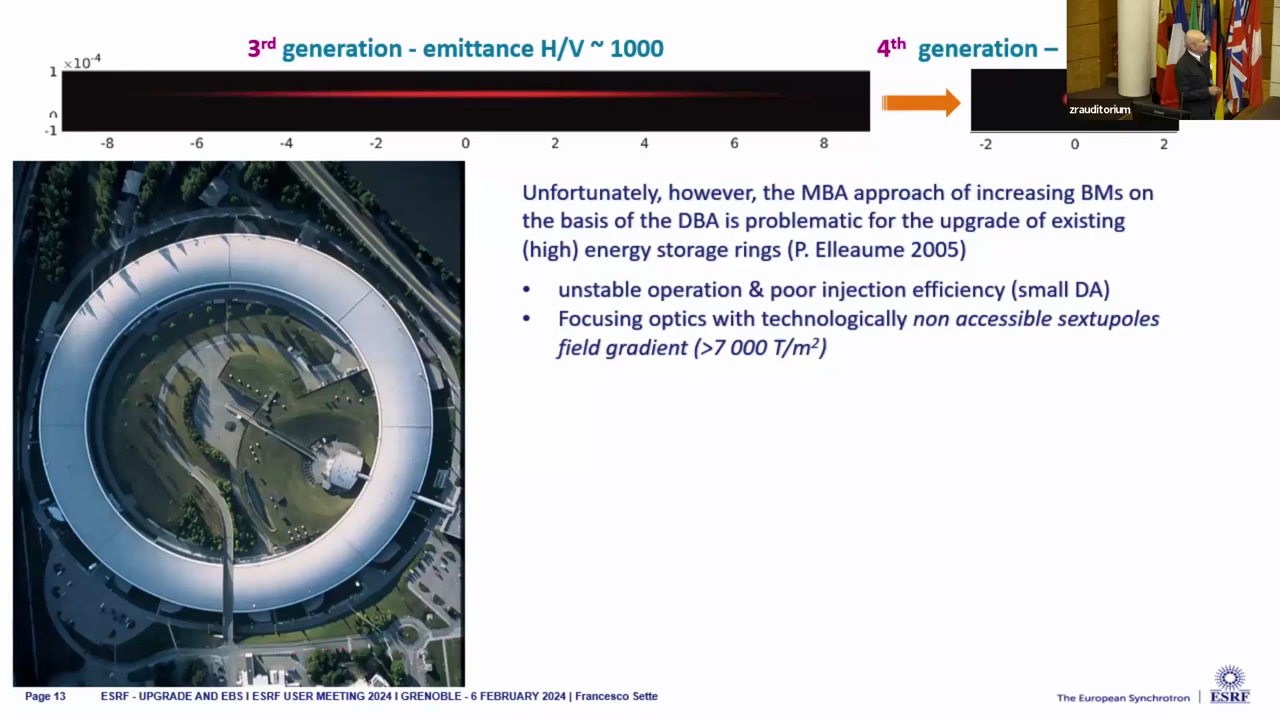 3rd generation - emittance H/V ~ 1000
4th generation –
×10-4
1
0
-1
-8 -6 -4 -2 0 2 4 6 8
-2 0 2
zrauditorium
Unfortunately, however, the MBA approach of increasing BMs on
the basis of the DBA is problematic for the upgrade of existing
(high) energy storage rings (P. Elleaume 2005)
• unstable operation & poor injection efficiency (small DA)
• Focusing optics with technologically non accessible sextupoles
field gradient (>7 000 T/m²)
Page 13 ESRF - UPGRADE AND EBS I ESRF USER MEETING 2024 I GRENOBLE - 6 FEBRUARY 2024 | Francesco Sette
The European Synchrotron | ESRF